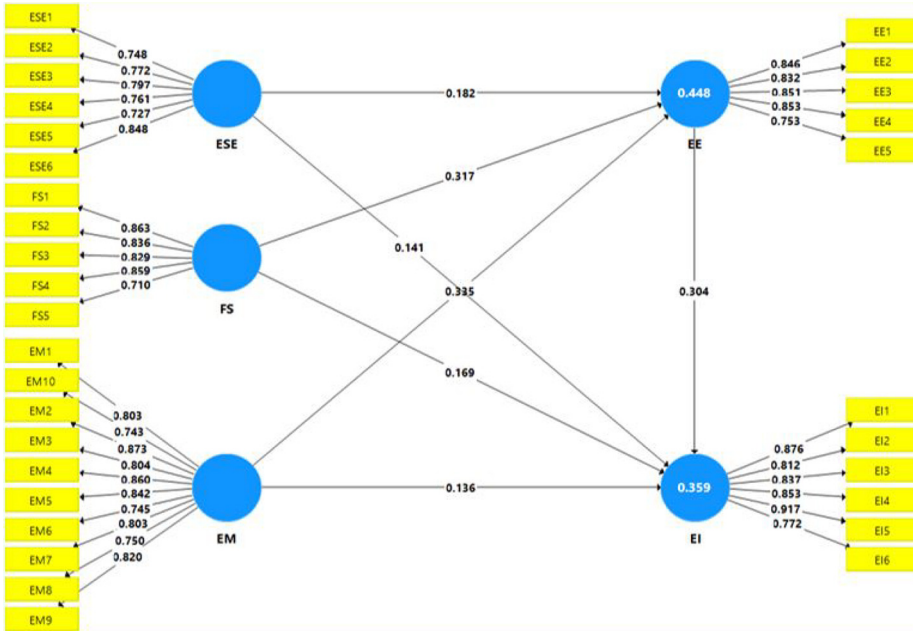 ESE1
ESE2
ESE3
ESE4
ESE5
ESE6
0.748
0.772
0.797
0.761
0.727
0.848
ESE
FS1
FS2
FS3
FS4
FS5
0.863
0.836
0.829
0.859
0.710
FS
EM1
EM10
EM2
EM3
EM4
EM5
EM6
EM7
EM8
EM9
0.803
0.743
0.873
0.804
0.860
0.842
0.745
0.803
0.750
0.820
EM
0.182
0.317
0.141
0.335
0.169
0.136
0.304
0.448
EE
0.846
0.832
0.851
0.853
0.753
EE1
EE2
EE3
EE4
EE5
0.359
EI
0.876
0.812
0.837
0.853
0.917
0.772
EI1
EI2
EI3
EI4
EI5
EI6